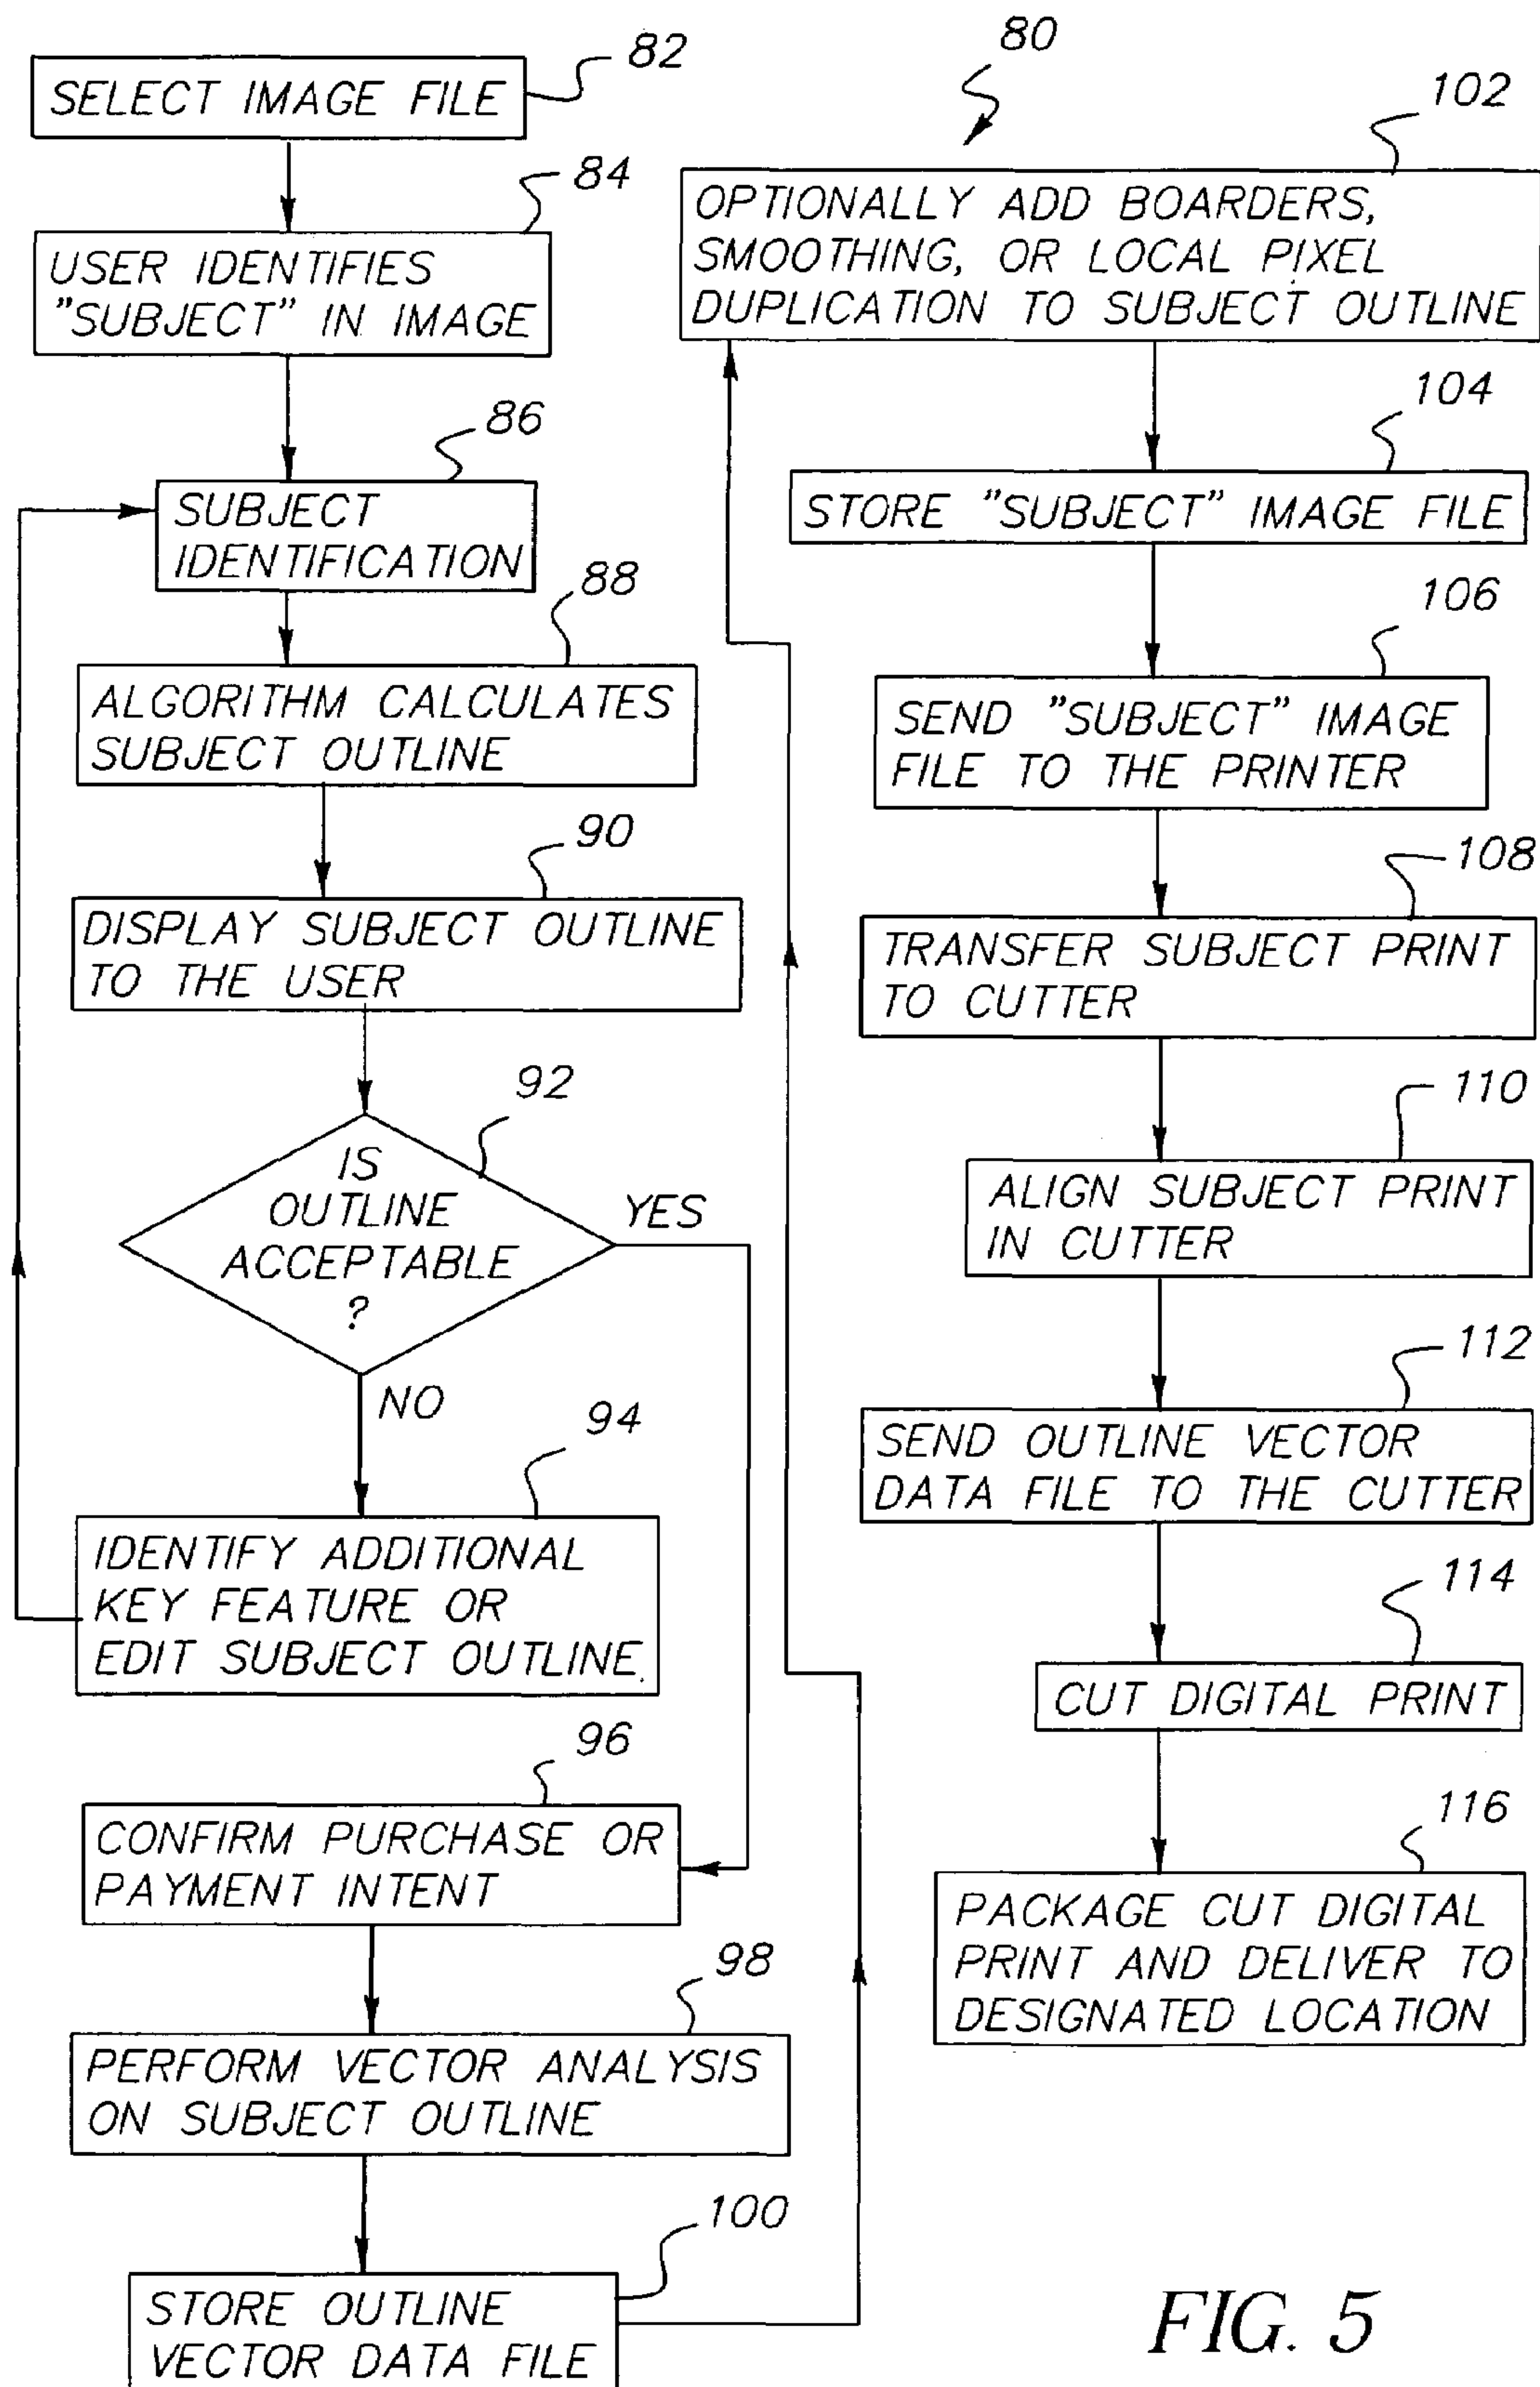 82
SELECT IMAGE FILE
84
USER IDENTIFIES
"SUBJECT" IN IMAGE
86
SUBJECT
IDENTIFICATION
88
ALGORITHM CALCULATES
SUBJECT OUTLINE
90
DISPLAY SUBJECT OUTLINE
TO THE USER
92
IS
OUTLINE
ACCEPTABLE
?
YES
NO
94
IDENTIFY ADDITIONAL
KEY FEATURE OR
EDIT SUBJECT OUTLINE
96
CONFIRM PURCHASE OR
PAYMENT INTENT
98
PERFORM VECTOR ANALYSIS
ON SUBJECT OUTLINE
100
STORE OUTLINE
VECTOR DATA FILE
80
102
OPTIONALLY ADD BOARDERS,
SMOOTHING, OR LOCAL PIXEL
DUPLICATION TO SUBJECT OUTLINE
104
STORE "SUBJECT" IMAGE FILE
106
SEND "SUBJECT" IMAGE
FILE TO THE PRINTER
108
TRANSFER SUBJECT PRINT
TO CUTTER
110
ALIGN SUBJECT PRINT
IN CUTTER
112
SEND OUTLINE VECTOR
DATA FILE TO THE CUTTER
114
CUT DIGITAL PRINT
116
PACKAGE CUT DIGITAL
PRINT AND DELIVER TO
DESIGNATED LOCATION
FIG. 5